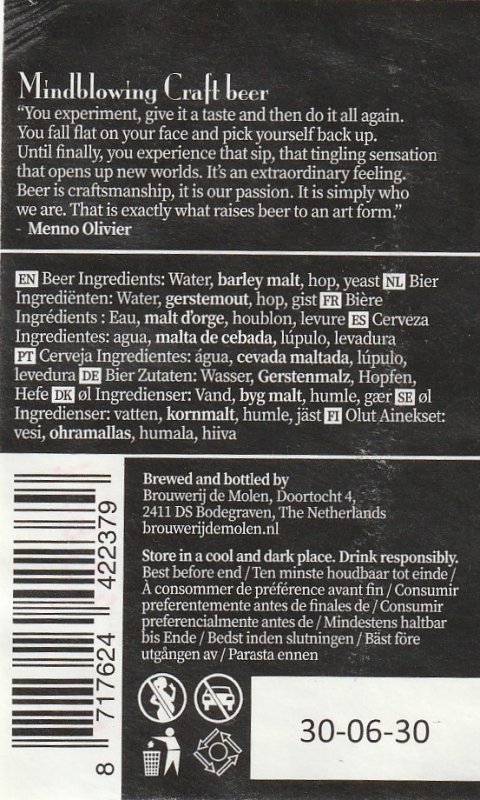 Mindblowing Craft beer
“You experiment, give it a taste and then do it all again.
You fall flat on your face and pick yourself back up.
Until finally, you experience that sip, that tingling sensation
that opens up new worlds. It’s an extraordinary feeling.
Beer is craftsmanship, it is our passion. It is simply who
we are. That is exactly what raises beer to an art form.”
- Menno Olivier
EN Beer Ingredients: Water, barley malt, hop, yeast NL Bier
Ingrediënten: Water, gerstemout, hop, gist FR Bière
Ingrédients : Eau, malt d’orge, houblon, levure ES Cerveza
Ingredientes: agua, malta de cebada, lúpulo, levadura
PT Cerveja Ingredientes: água, cevada maltada, lúpulo,
levedura DE Bier Zutaten: Wasser, Gerstenmalz, Hopfen,
Hefe DK øl Ingredienser: Vand, byg malt, humle, gær SE øl
Ingredienser: vatten, kornmalt, humle, jäst FI Olut Ainekset:
vesi, ohramallas, humala, hiiva
Brewed and bottled by
Brouwerij de Molen, Doortocht 4,
2411 DS Bodegraven, The Netherlands
brouwerijdemolen.nl
Store in a cool and dark place. Drink responsibly.
Best before end / Ten minste houdbaar tot einde /
À consommer de préférence avant fin / Consumir
preferentemente antes de finales de / Consumir
preferencialmente antes de / Mindestens haltbar
bis Ende / Bedst inden slutningen / Bäst före
utgången av / Parasta ennen
30-06-30
8 717624 422379